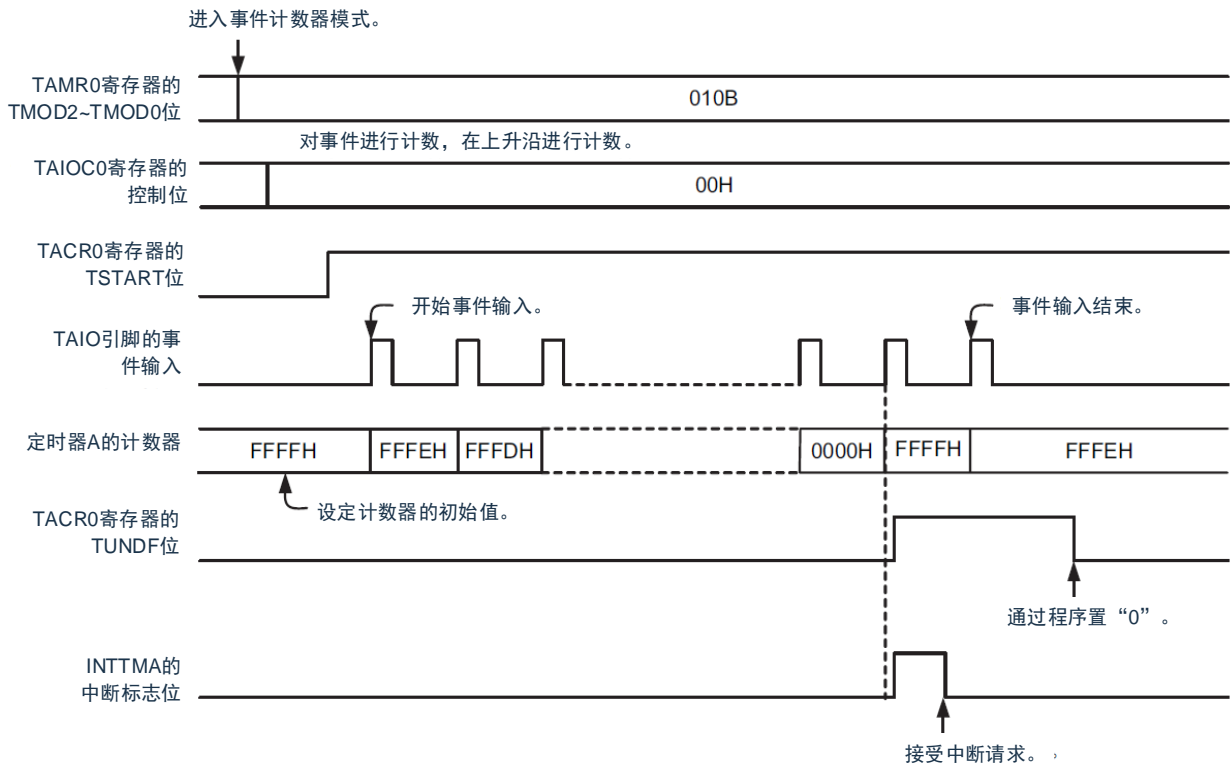 进入事件计数器模式。
TAMR0寄存器的
TMOD2~TMOD0位
010B
对事件进行计数，在上升沿进行计数。
TAIOC0寄存器的
控制位
00H
TACR0寄存器的
TSTART位
开始事件输入。
事件输入结束。
TAIO引脚的事
件输入
定时器A的计数器
FFFFH
FFFEH
FFFDH
0000H
FFFFH
FFFEH
设定计数器的初始值。
TACR0寄存器的
TUNDF位
通过程序置“0”。
INTTMA的
中断标志位
接受中断请求。